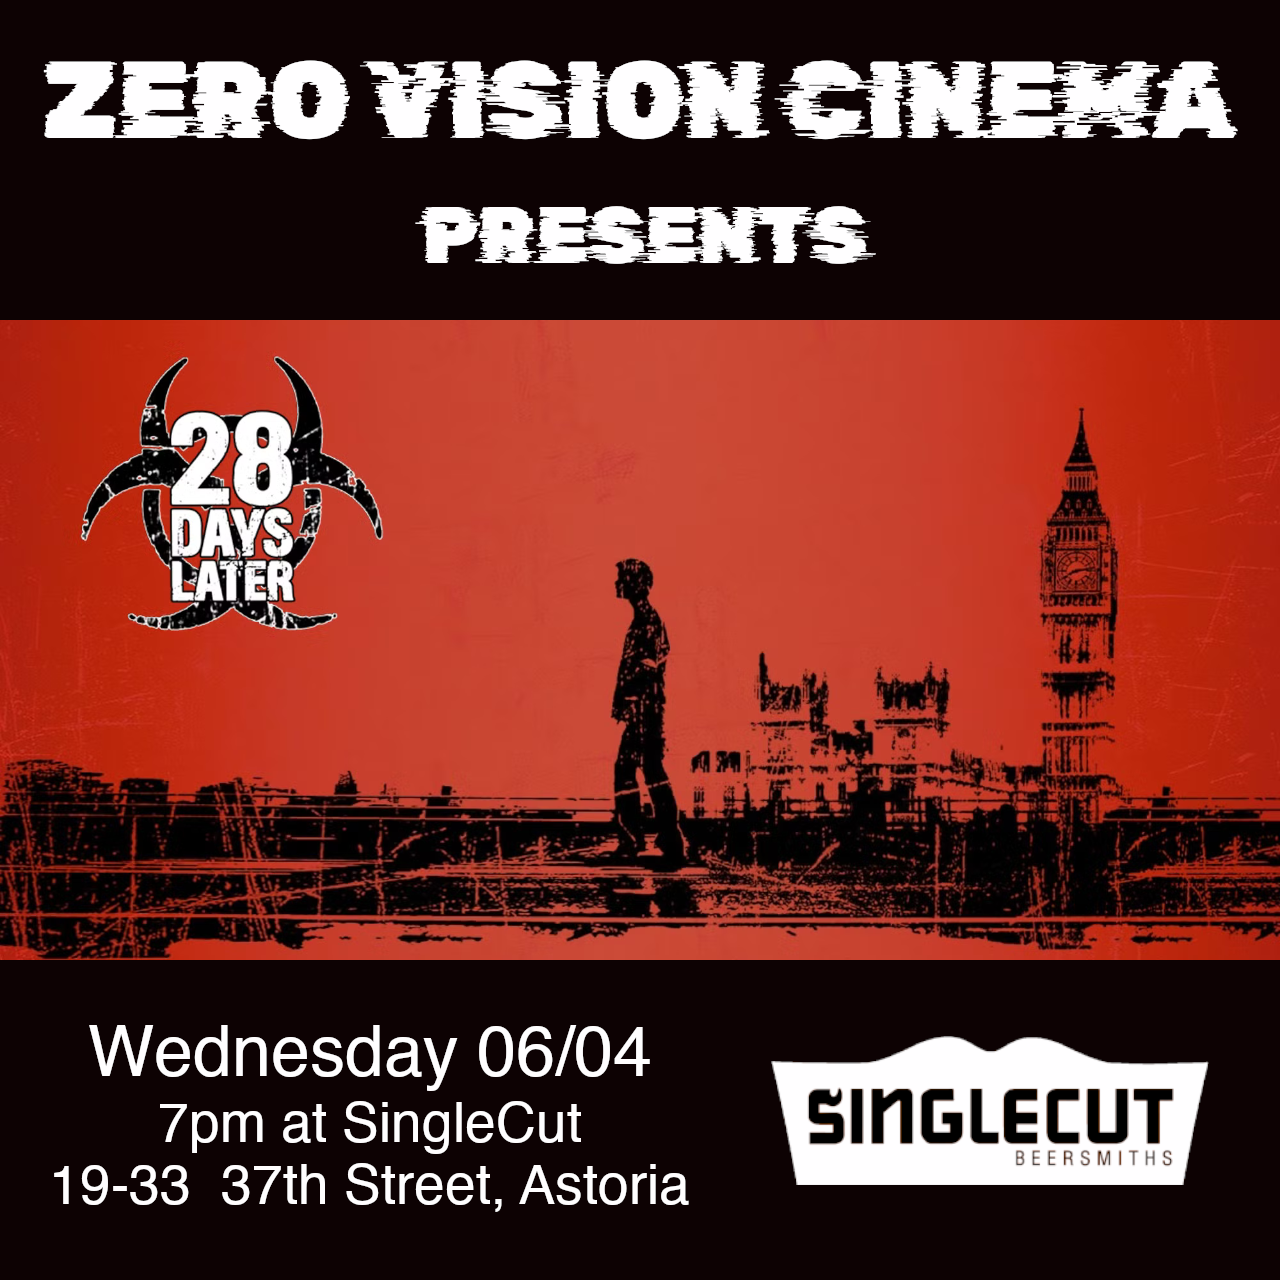 ZERO VISION CINEMA
PRESENTS
28
DAYS
LATER
Wednesday 06/04
7pm at SingleCut
19-33 37th Street, Astoria
SINGLECUT
BEERSMITHS